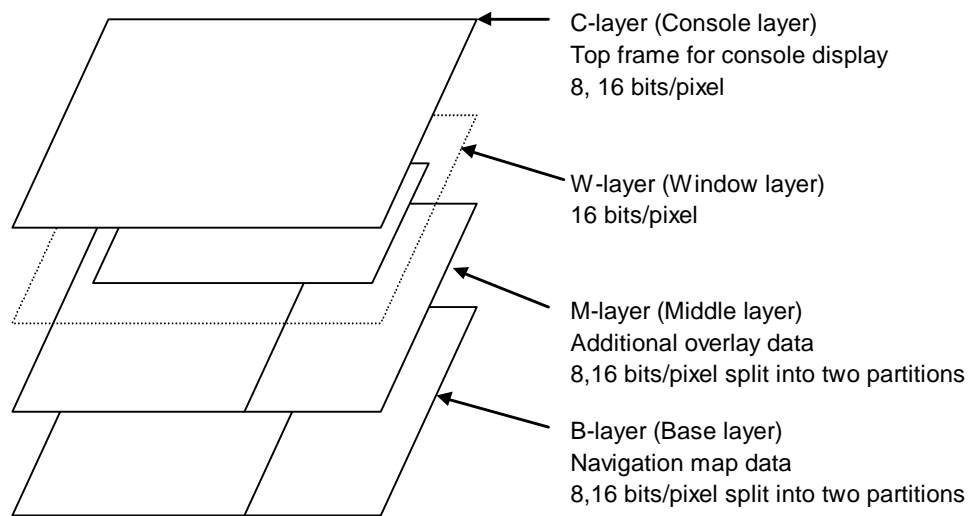 C-layer (Console layer)
Top frame for console display
8, 16 bits/pixel
W-layer (Window layer)
16 bits/pixel
M-layer (Middle layer)
Additional overlay data
8,16 bits/pixel split into two partitions
B-layer (Base layer)
Navigation map data
8,16 bits/pixel split into two partitions